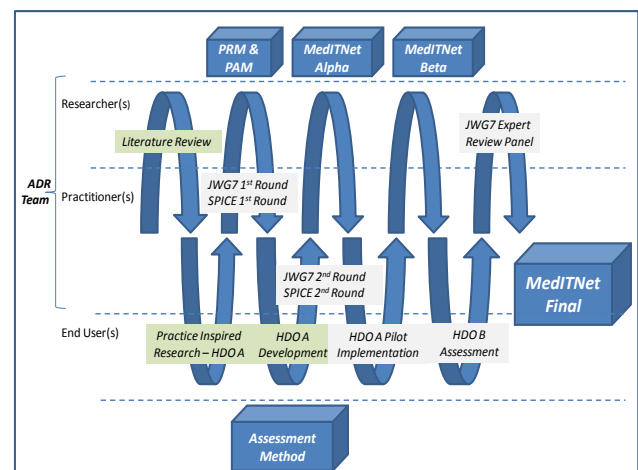 PRM &
PAM
MedITNet
Alpha
MedITNet
Beta
Researcher(s)
Literature Review
JWG7 Expert
Review Panel
ADR
Team
Practitioner(s)
JWG7 1st Round
SPICE 1st Round
JWG7 2nd Round
SPICE 2nd Round
MedITNet
Final
End User(s)
Practice Inspired
Research – HDO A
HDO A
Development
HDO A Pilot
Implementation
HDO B
Assessment
Assessment
Method